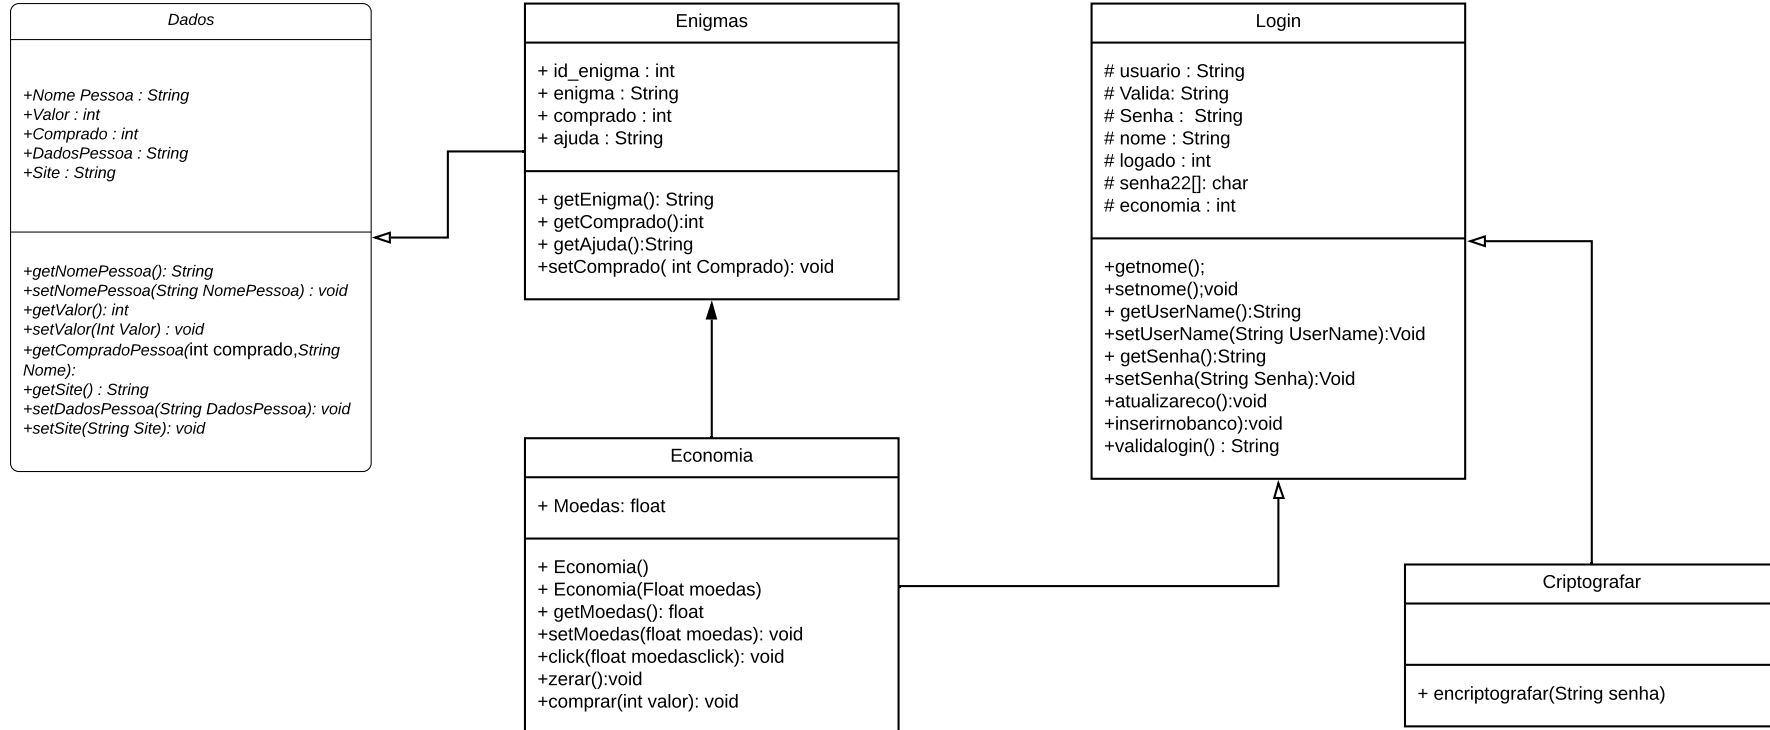 Dados
+Nome Pessoa : String
+Valor : int
+Comprado : int
+DadosPessoa : String
+Site : String
+getNomePessoa(): String
+setNomePessoa(String NomePessoa) : void
+getValor(): int
+setValor(Int Valor) : void
+getCompradoPessoa(int comprado,String
Nome):
+getSite() : String
+setDadosPessoa(String DadosPessoa): void
+setSite(String Site): void
Enigmas
+ id_enigma : int
+ enigma : String
+ comprado : int
+ ajuda : String
+ getEnigma(): String
+ getComprado():int
+ getAjuda():String
+setComprado( int Comprado): void
Economia
+ Moedas: float
+ Economia()
+ Economia(Float moedas)
+ getMoedas(): float
+setMoedas(float moedas): void
+click(float moedasclick): void
+zerar():void
+comprar(int valor): void
Login
# usuario : String
# Valida: String
# Senha :  String
# nome : String
# logado : int
# senha22[]: char
# economia : int
+getnome();
+setnome();void
+ getUserName():String
+setUserName(String UserName):Void
+ getSenha():String
+setSenha(String Senha):Void
+atualizareco():void
+inserirnobanco):void
+validalogin() : String
Criptografar
+ encriptografar(String senha)